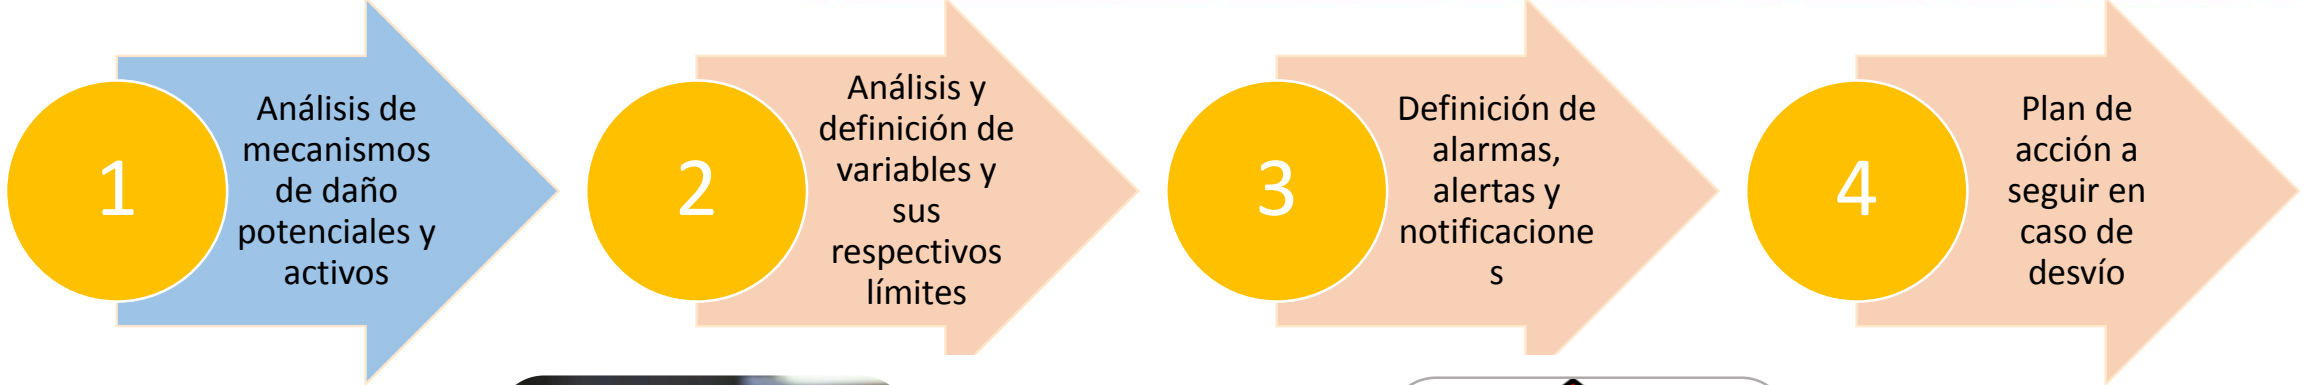 1
Análisis de
mecanismos
de daño
potenciales y
activos
2
Análisis y
definición de
variables y
sus
respectivos
límites
3
Definición de
alarmas,
alertas y
notificacione
s
4
Plan de
acción a
seguir en
caso de
desvío